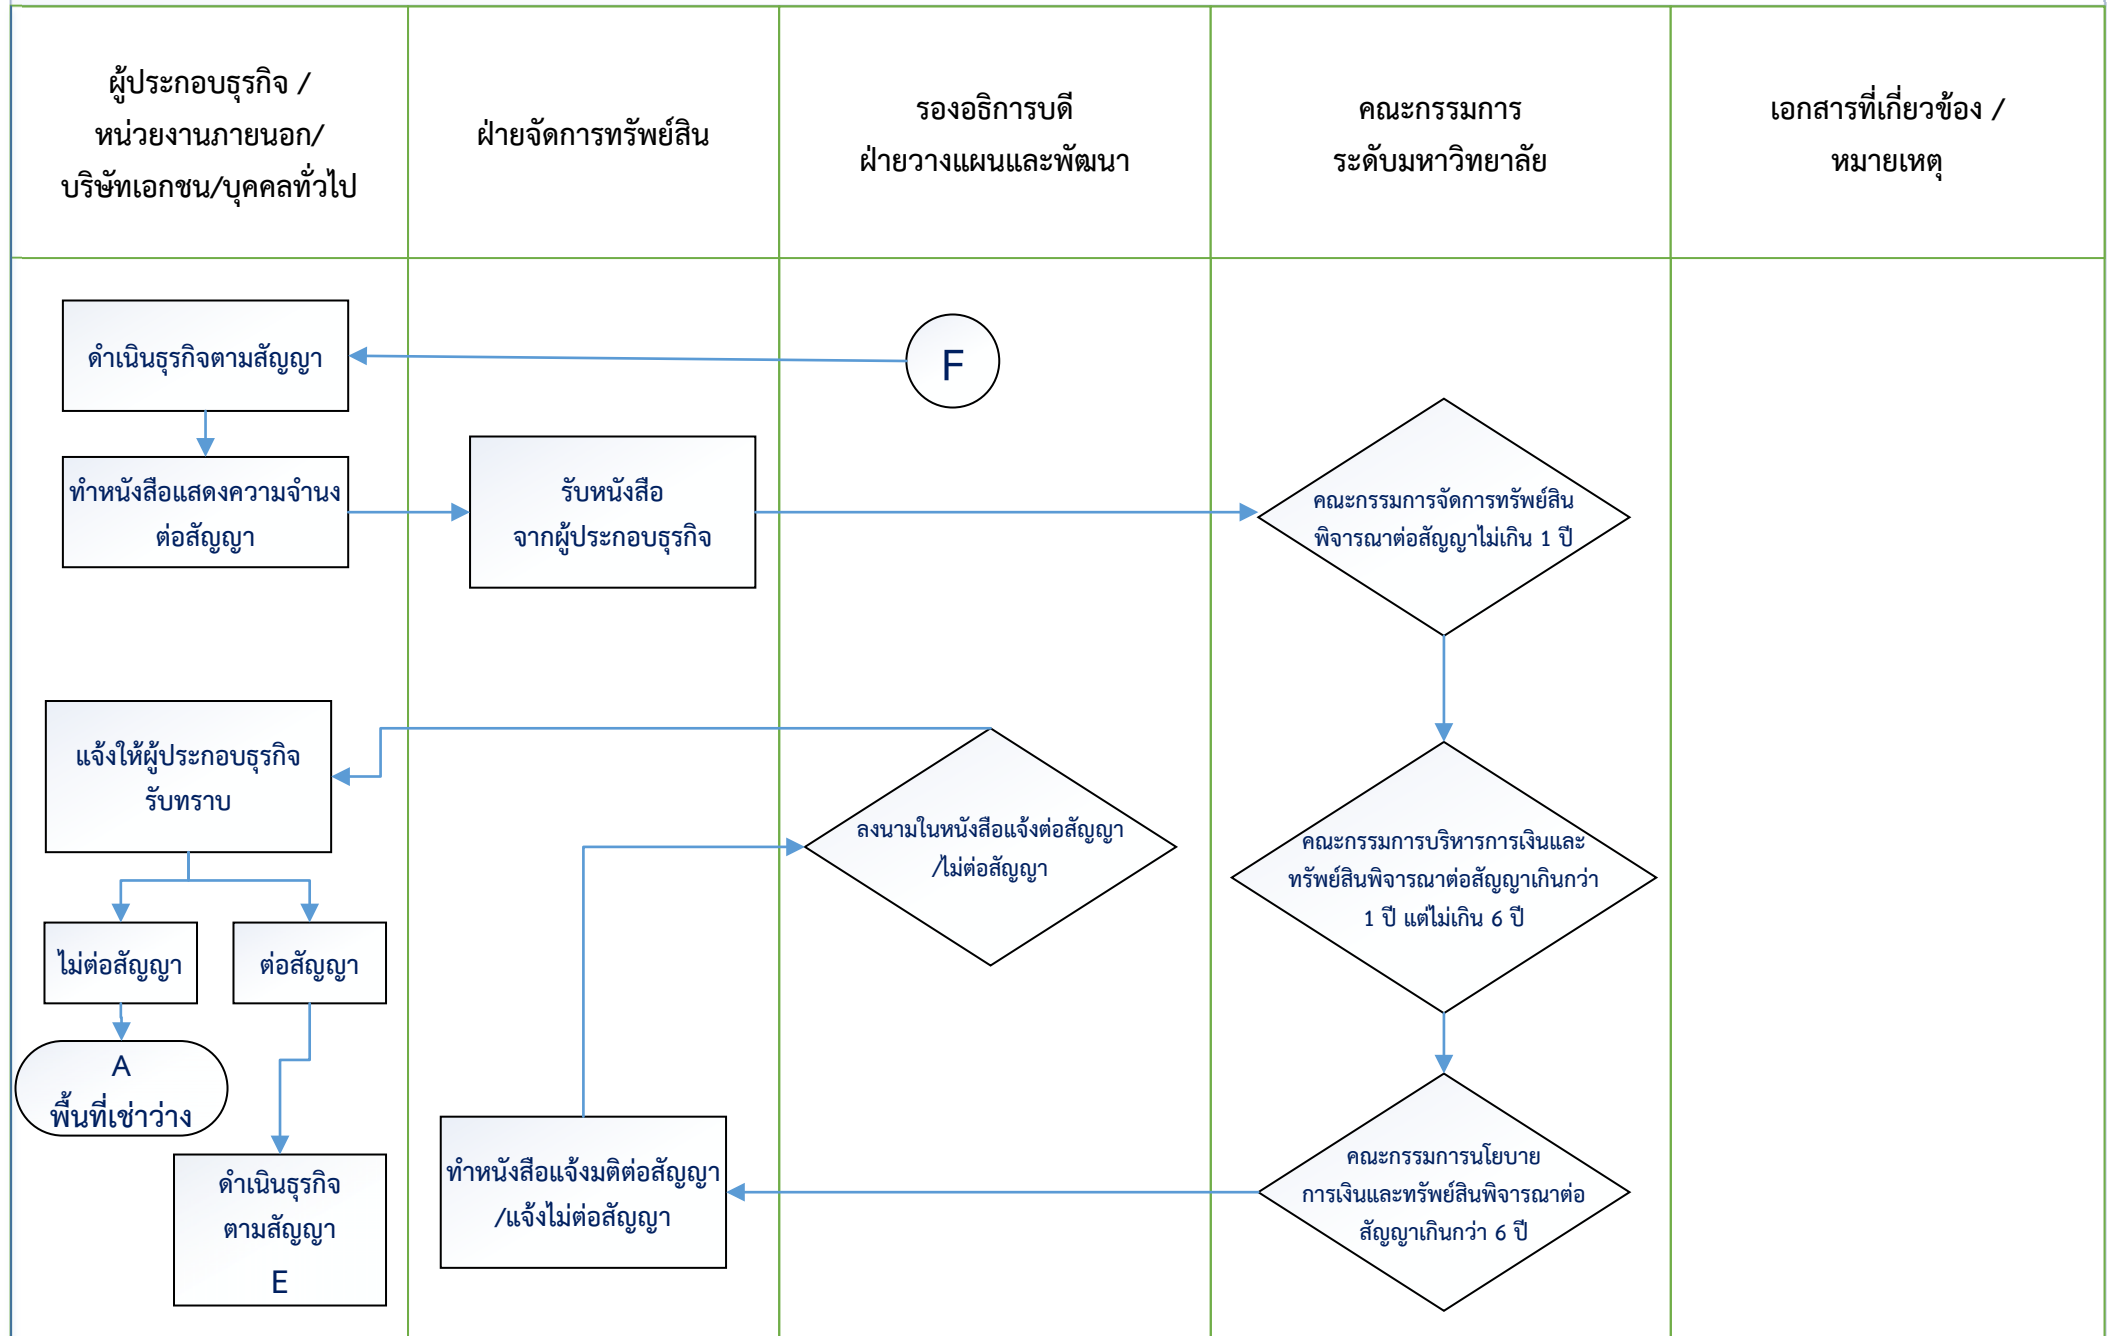 ผู้ประกอบธุรกิจ /
หน่วยงานภายนอก/
บริษัทเอกชน/บุคคลทั่วไป
ฝ่ายจัดการทรัพย์สิน
รองอธิการบดี
ฝ่ายวางแผนและพัฒนา
คณะกรรมการ
ระดับมหาวิทยาลัย
เอกสารที่เกี่ยวข้อง /
หมายเหตุ
ดำเนินธุรกิจตามสัญญา
F
ทำหนังสือแสดงความจำนง
ต่อสัญญา
รับหนังสือ
จากผู้ประกอบธุรกิจ
คณะกรรมการจัดการทรัพย์สิน
พิจารณาต่อสัญญาไม่เกิน 1 ปี
แจ้งให้ผู้ประกอบธุรกิจ
รับทราบ
ลงนามในหนังสือแจ้งต่อสัญญา
/ไม่ต่อสัญญา
คณะกรรมการบริหารการเงินและ
ทรัพย์สินพิจารณาต่อสัญญาเกินกว่า
1 ปี แต่ไม่เกิน 6 ปี
ไม่ต่อสัญญา
ต่อสัญญา
A
พื้นที่เช่าว่าง
ดำเนินธุรกิจ
ตามสัญญา
E
ทำหนังสือแจ้งมติต่อสัญญา
/แจ้งไม่ต่อสัญญา
คณะกรรมการนโยบาย
การเงินและทรัพย์สินพิจารณาต่อ
สัญญาเกินกว่า 6 ปี